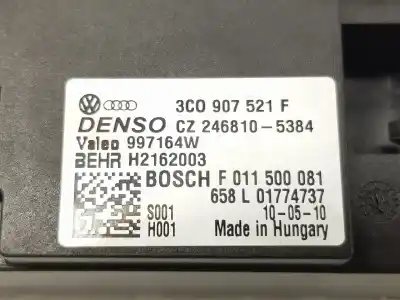 3C0 907 521 F
DENSO CZ 246810-5384
Valeo 997164W
BEHR H2162003
BOSCH F 011 500 081
658 L 01774737
S001 10-05-10
H001 Made in Hungary